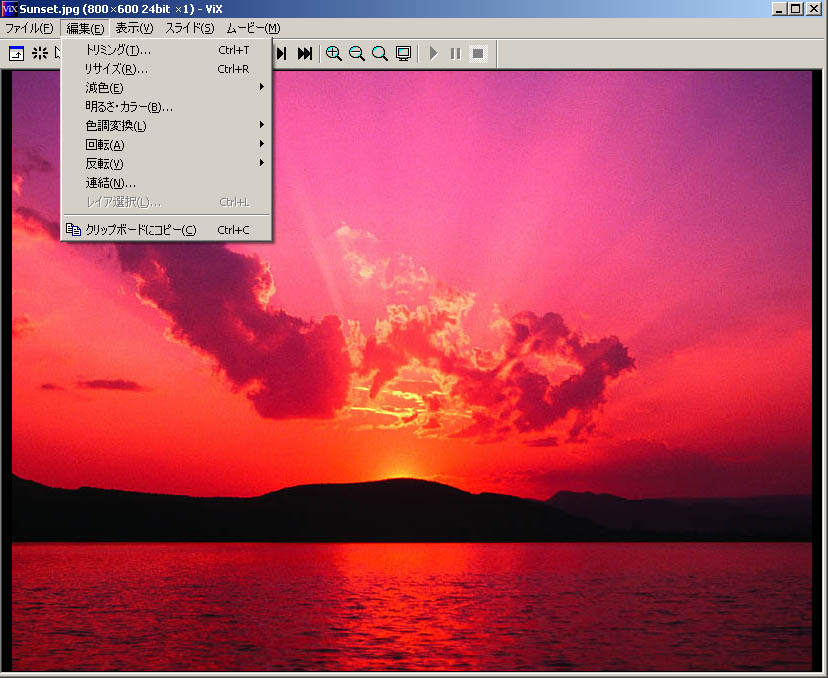 ViX Sunset.jpg (800×600 24bit ×1) - ViX
ファイル(F) 編集(E) 表示(V) スライド(S) ムービー(M)
トリミング(T)... Ctrl+T
リサイズ(R)... Ctrl+R
減色(E)
明るさ・カラー(B)...
色調変換(L)
回転(A)
反転(V)
連結(N)...
レイア選択(L)... Ctrl+L
クリップボードにコピー(C) Ctrl+C